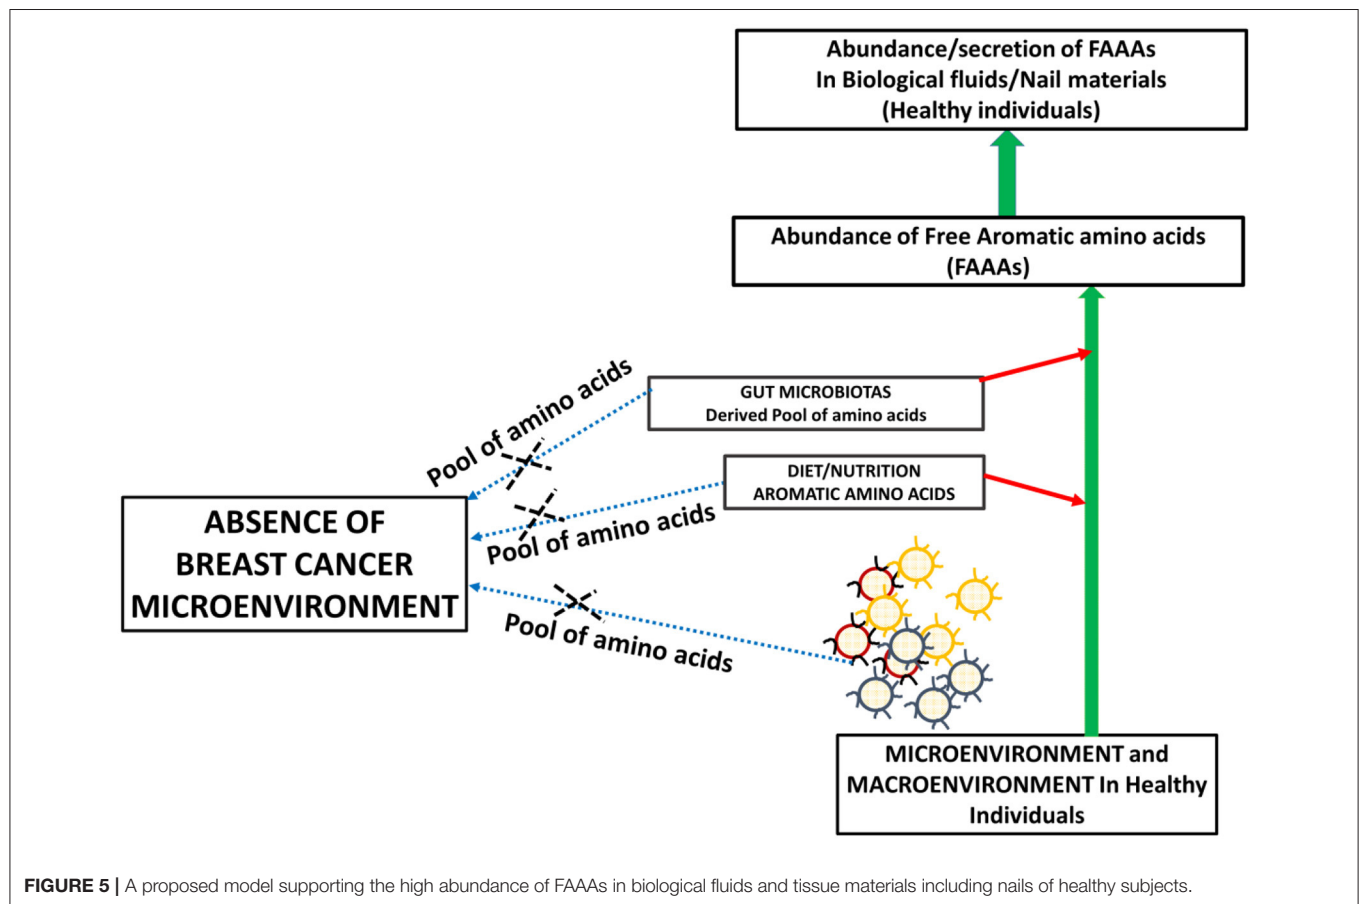 Abundance/secretion of FAAAs
In Biological fluids/Nail materials
(Healthy individuals)
Abundance of Free Aromatic amino acids
(FAAAs)
Pool of amino acids
GUT MICROBIOTAS
Derived Pool of amino acids
DIET/NUTRITION
AROMATIC AMINO ACIDS
Pool of amino acids
ABSENCE OF
BREAST CANCER
MICROENVIRONMENT
Pool of amino acids
MICROENVIRONMENT and
MACROENVIRONMENT In Healthy
Individuals
FIGURE 5 | A proposed model supporting the high abundance of FAAAs in biological fluids and tissue materials including nails of healthy subjects.